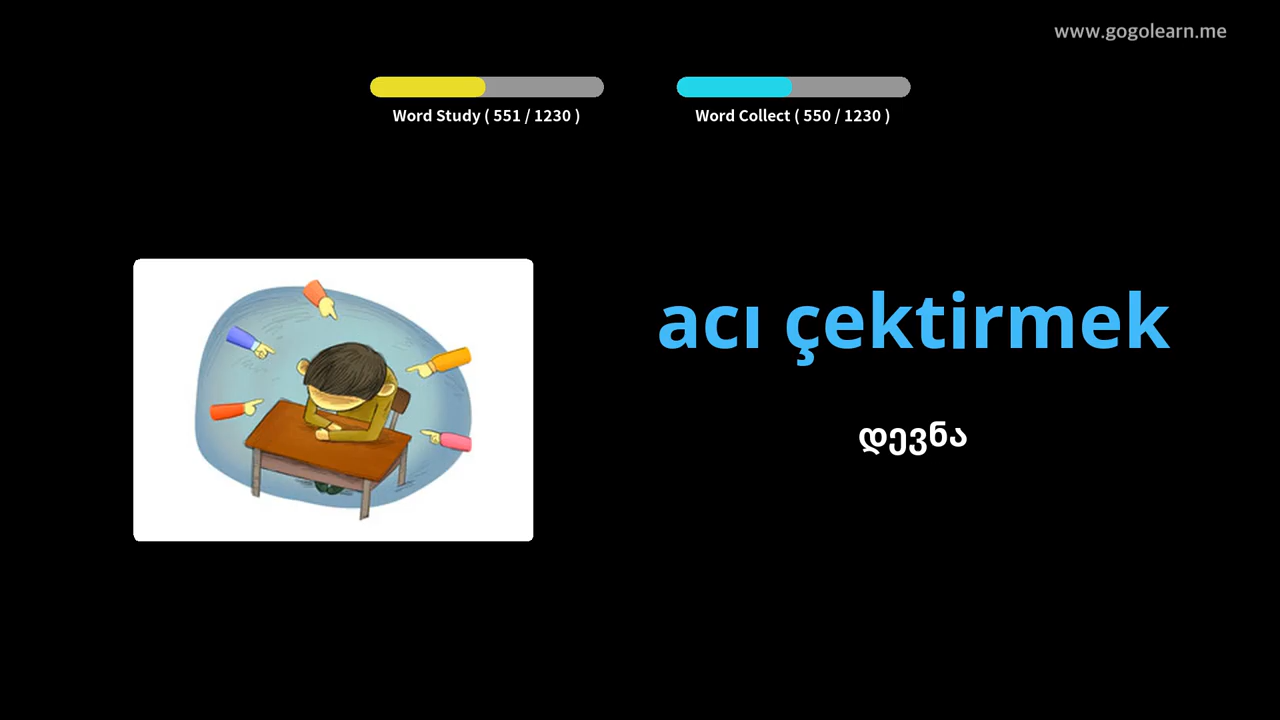 www.gogolearn.me
Word Study ( 551 / 1230 )
Word Collect ( 550 / 1230 )
acı çektirmek
დევნა